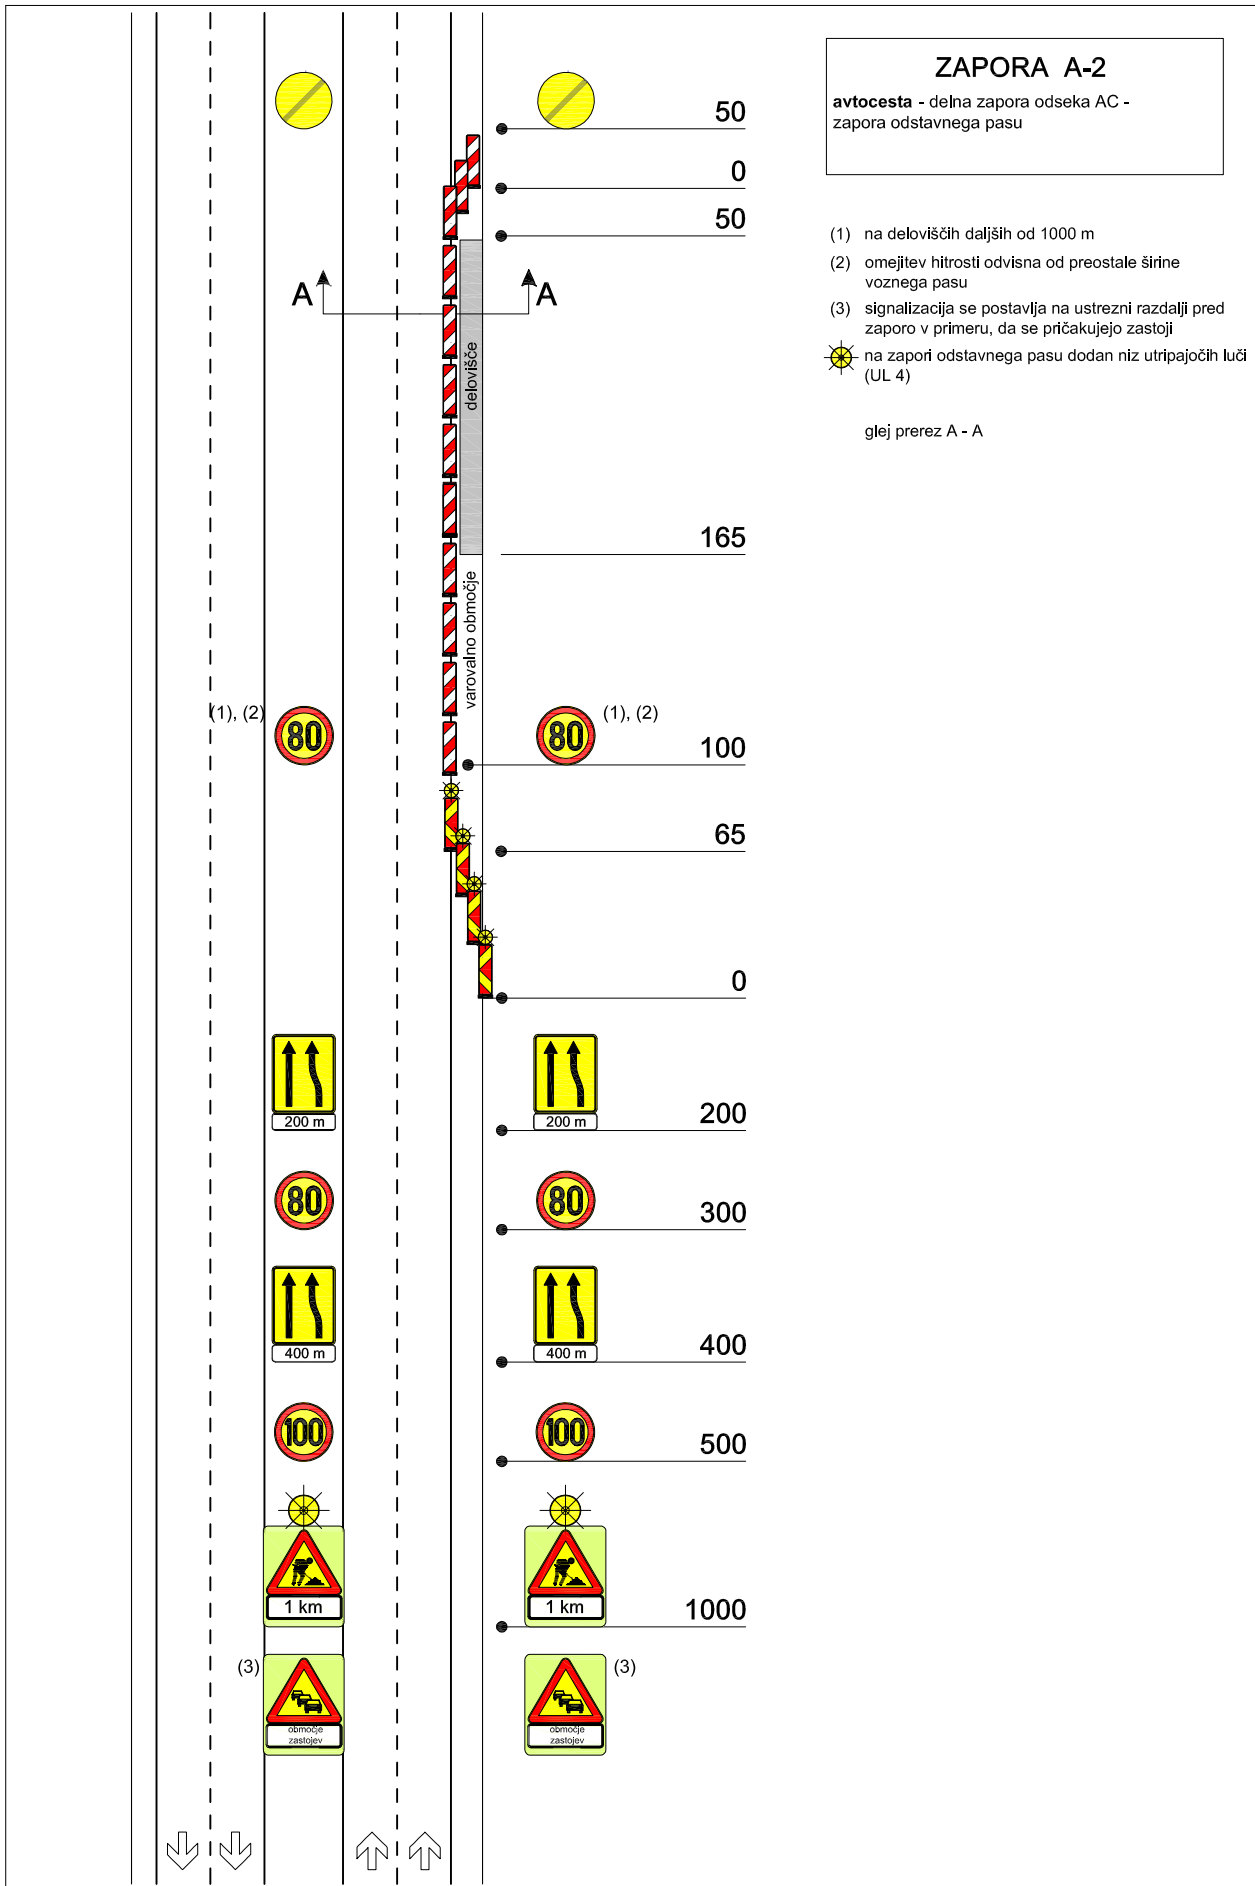 ZAPORA A-2
avtocesta - delna zapora odseka AC -
zapora odstavnega pasu
50
0
50
(1) na deloviščih daljših od 1000 m
(2) omejitev hitrosti odvisna od preostale širine
voznega pasu
(3) signalizacija se postavlja na ustrezni razdalji pred
zaporo v primeru, da se pričakujejo zastoji
na zapori odstavnega pasu dodan niz utripajočih luči
(UL 4)
glej prerez A - A
A
A
delovišče
165
varovalno območje
(1), (2)
80
80
(1), (2)
100
65
0
200 m
200 m
200
80
80
300
400 m
400 m
400
100
100
500
1 km
1 km
1000
(3)
območje
zastojev
območje
zastojev
(3)